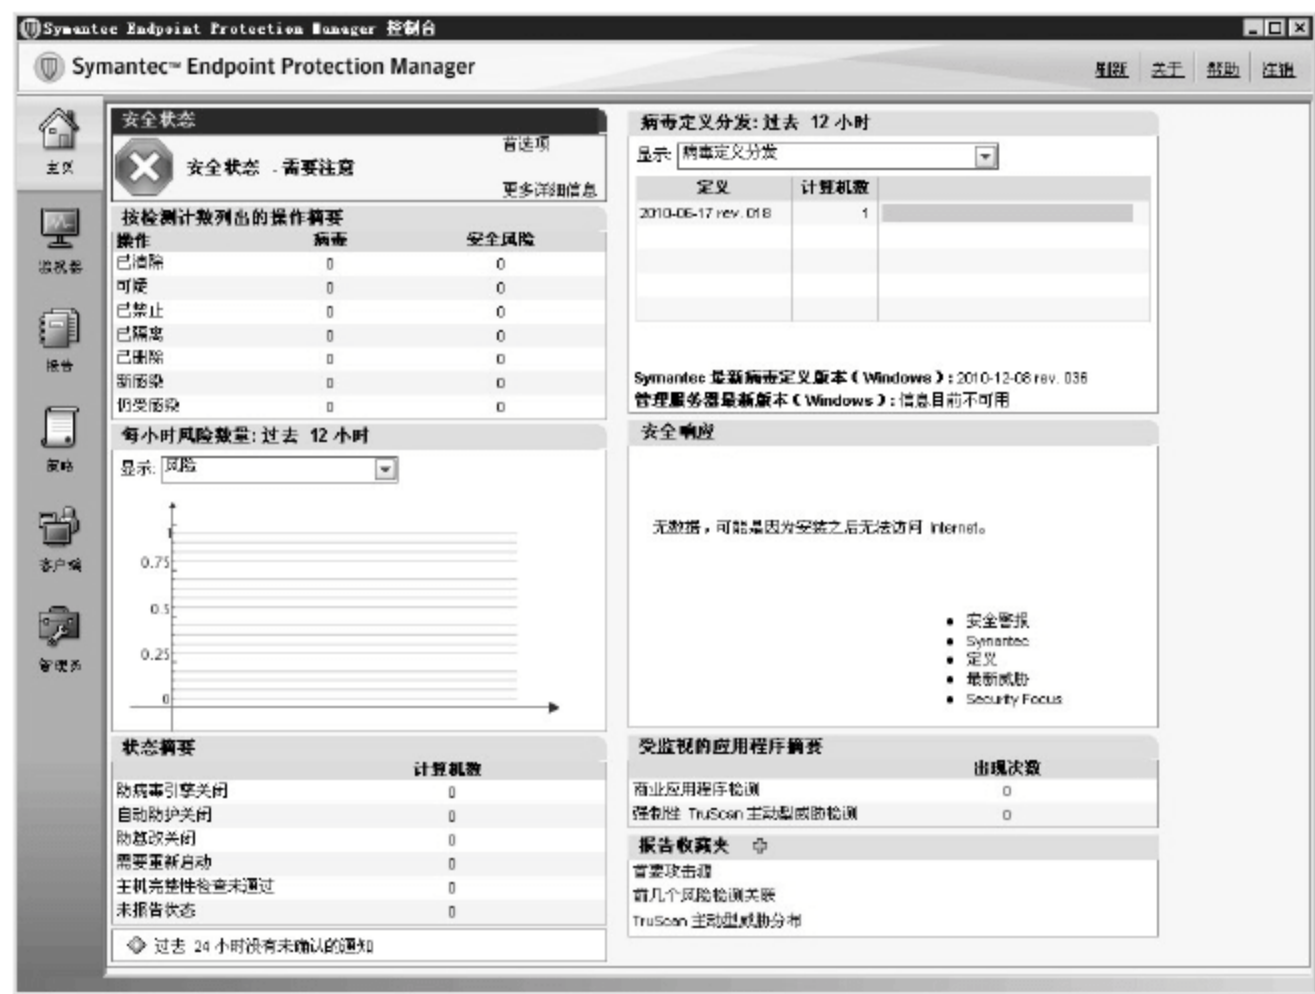 Symantec Endpoint Protection Manager 控制台
Symantec™ Endpoint Protection Manager
刷新 关于 帮助 注销
主页
监视器
报告
策略
客户端
管理员
安全状态
首选项
安全状态 - 需要注意
更多详细信息
按检测计数列出的操作摘要
操作 病毒 安全风险
已清除 0 0
可疑 0 0
已禁止 0 0
已隔离 0 0
已删除 0 0
新感染 0 0
仍受感染 0 0
每小时风险数量: 过去 12 小时
显示: 风险
1
0.75
0.5
0.25
0
状态摘要
计算机数
防病毒引擎关闭 0
自动防护关闭 0
防篡改关闭 0
需要重新启动 0
主机完整性检查未通过 0
未报告状态 0
过去 24 小时没有未确认的通知
病毒定义分发: 过去 12 小时
显示: 病毒定义分发
定义 计算机数
2010-06-17 rev. 018 1
Symantec 最新病毒定义版本(Windows): 2010-12-08 rev. 036
管理服务器最新版本(Windows): 信息目前不可用
安全响应
无数据，可能是因为安装之后无法访问 Internet。
• 安全警报
• Symantec
• 定义
• 最新威胁
• Security Focus
受监视的应用程序摘要
出现次数
商业应用程序检测 0
强制性 TruScan 主动型威胁检测 0
报告收藏夹
首要攻击源
前几个风险检测关联
TruScan 主动型威胁分布